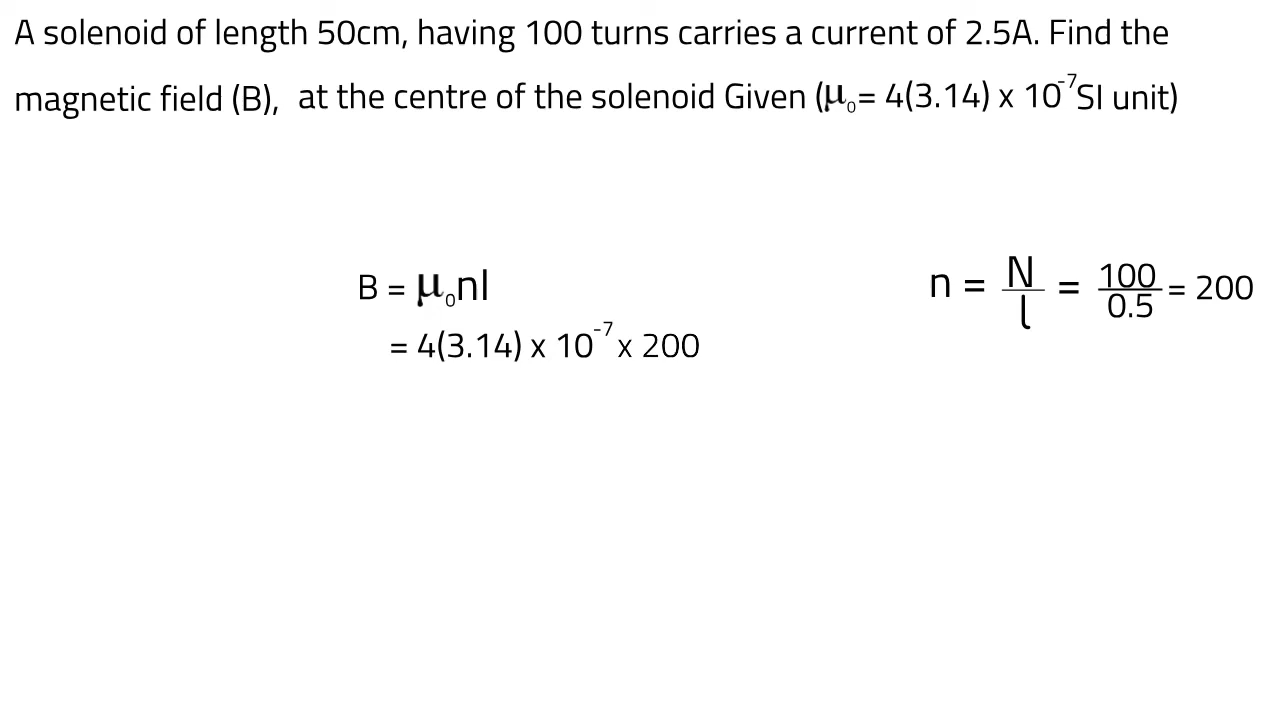 A solenoid of length 50cm, having 100 turns carries a current of 2.5A. Find the
magnetic field (B), at the centre of the solenoid Given (μ₀= 4(3.14) x 10⁻⁷SI unit)
B = μ₀nI
n = N/l = 100/0.5 = 200
= 4(3.14) x 10⁻⁷ x 200